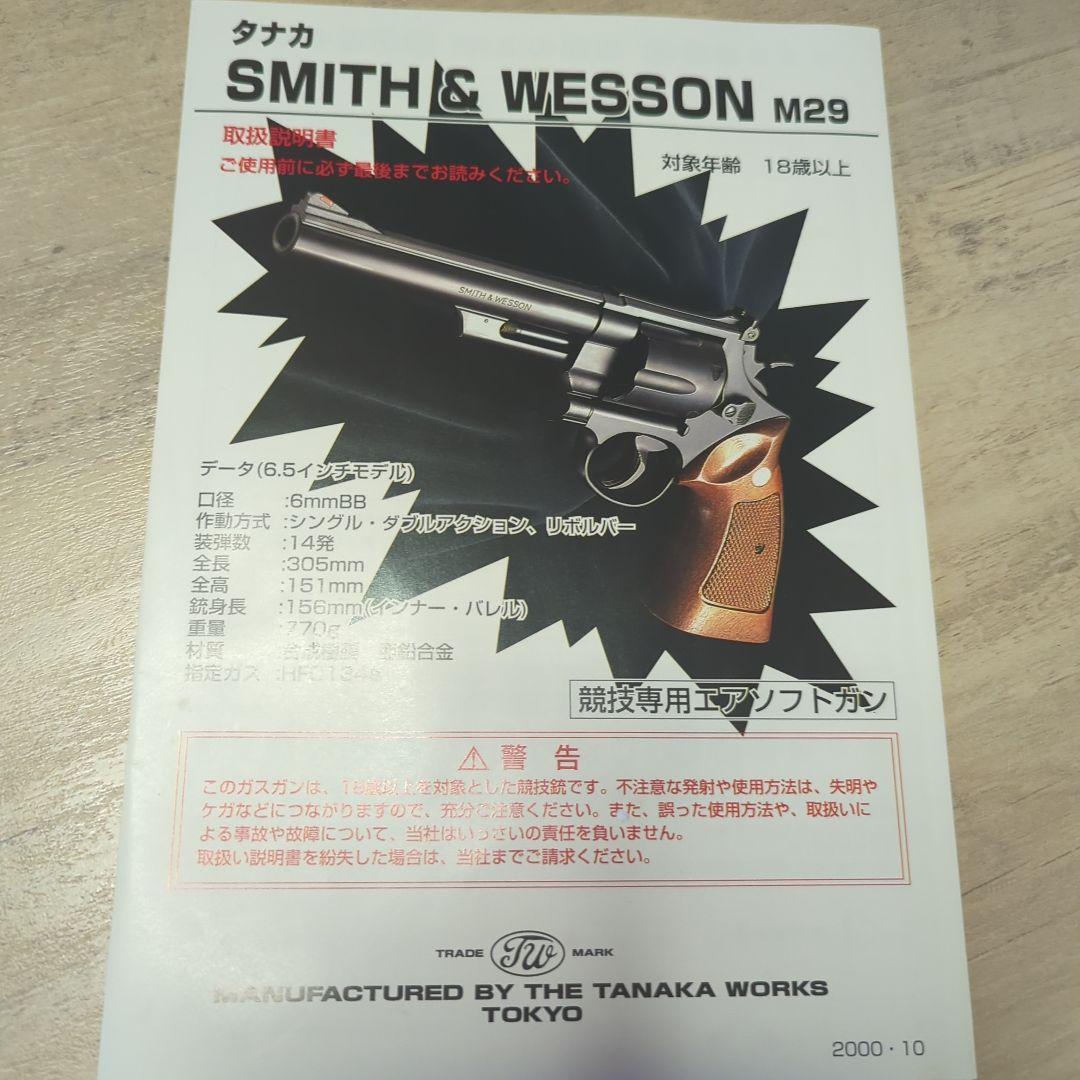 タナカ
SMITH & WESSON M29
取扱説明書
ご使用前に必ず最後までお読みください。
対象年齢 18歳以上
SMITH & WESSON
データ(6.5インチモデル)
口径 :6mmBB
作動方式 :シングル・ダブルアクション、リボルバー
装弾数 :14発
全長 :305mm
全高 :151mm
銃身長 :156mm(インナー・バレル)
重量 :770g
材質 :合成樹脂 亜鉛合金
指定ガス :HFC134a
競技専用エアソフトガン
⚠ 警 告
このガスガンは、18歳以上を対象とした競技銃です。不注意な発射や使用方法は、失明や
ケガなどにつながりますので、充分ご注意ください。また、誤った使用方法や、取扱いに
よる事故や故障について、当社はいっさいの責任を負いません。
取扱い説明書を紛失した場合は、当社までご請求ください。
TRADE TW MARK
MANUFACTURED BY THE TANAKA WORKS
TOKYO
2000・10